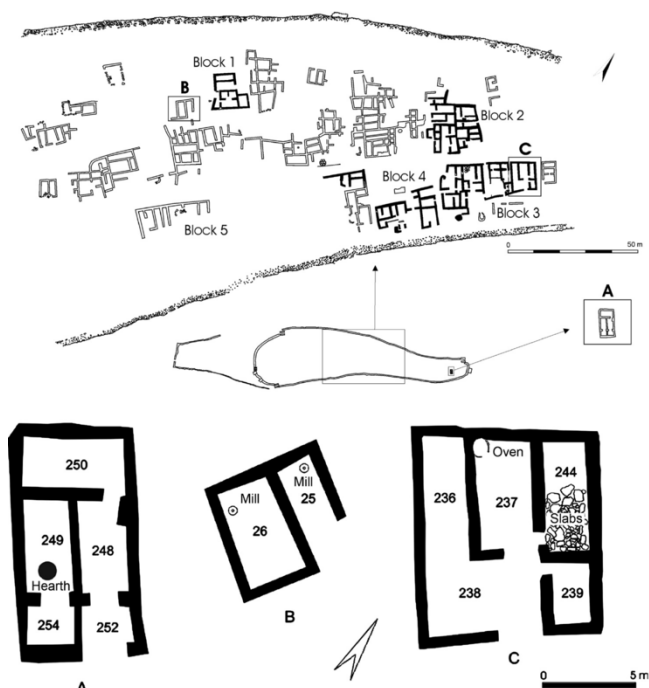 Block 1
B
Block 2
C
Block 4
Block 3
Block 5
0 50 m
A
250
249
248
Hearth
254
252
A
Mill
Mill
25
26
B
Oven
244
236
237
Slabs
238
239
C
0 5 m